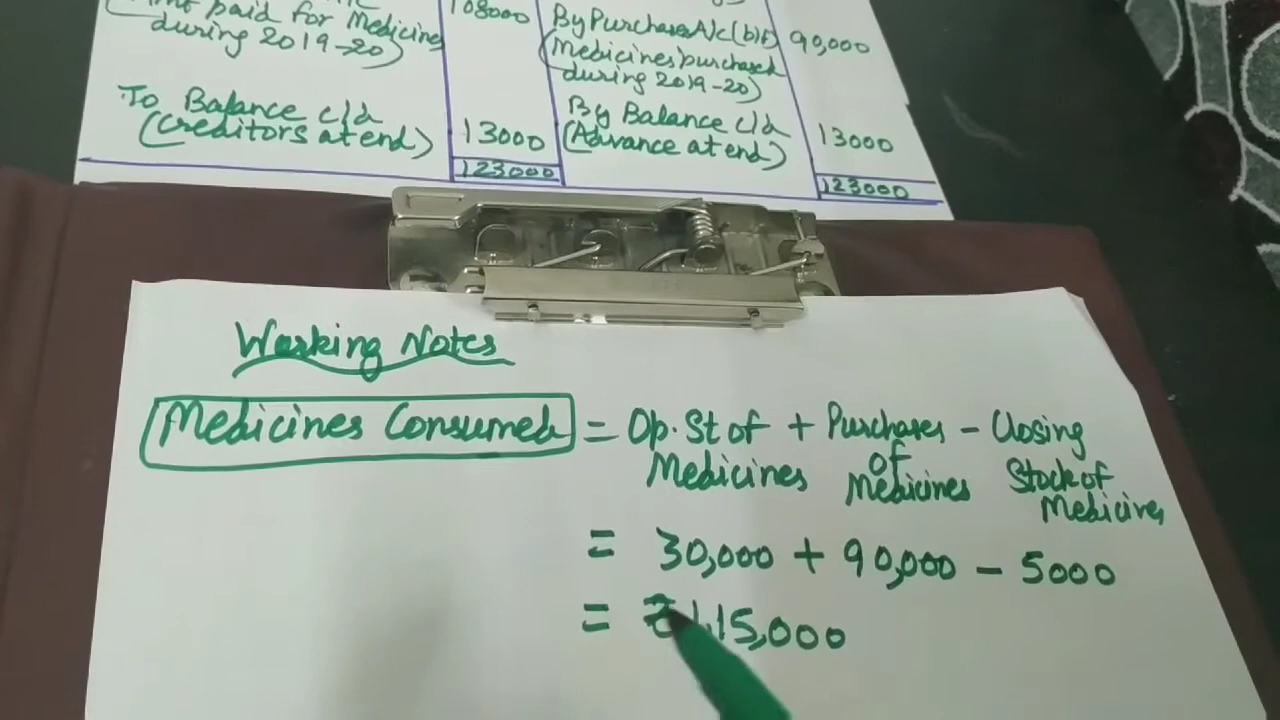 paid for Medicines 108000 By Purchases A/c (b/f) 90,000
during 2019-20) (Medicines purchased
during 2019-20)
To Balance c/d By Balance c/d
(Creditors at end) 13000 (Advance at end) 13000
123000 123000
Working Notes
Medicines Consumed = Op. St of + Purchases - Closing
Medicines of Stock of
Medicines Medicines
= 30,000 + 90,000 - 5000
= ₹1,15,000